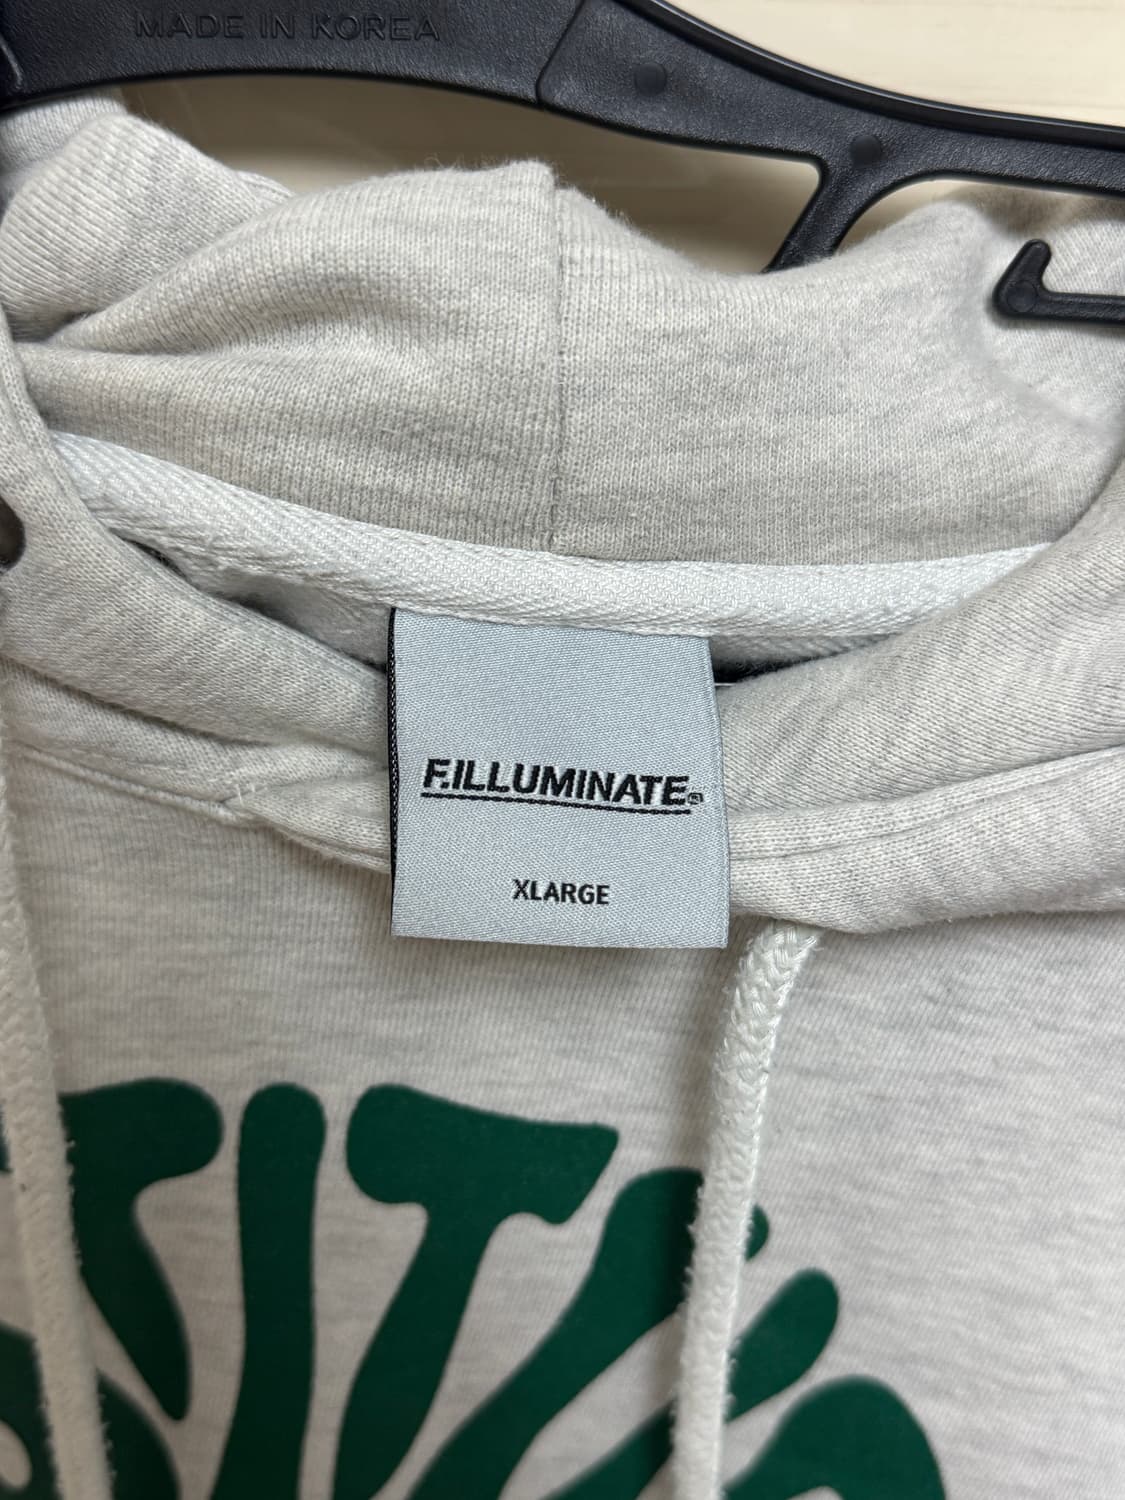 MADE IN KOREA
F.ILLUMINATE
XLARGE